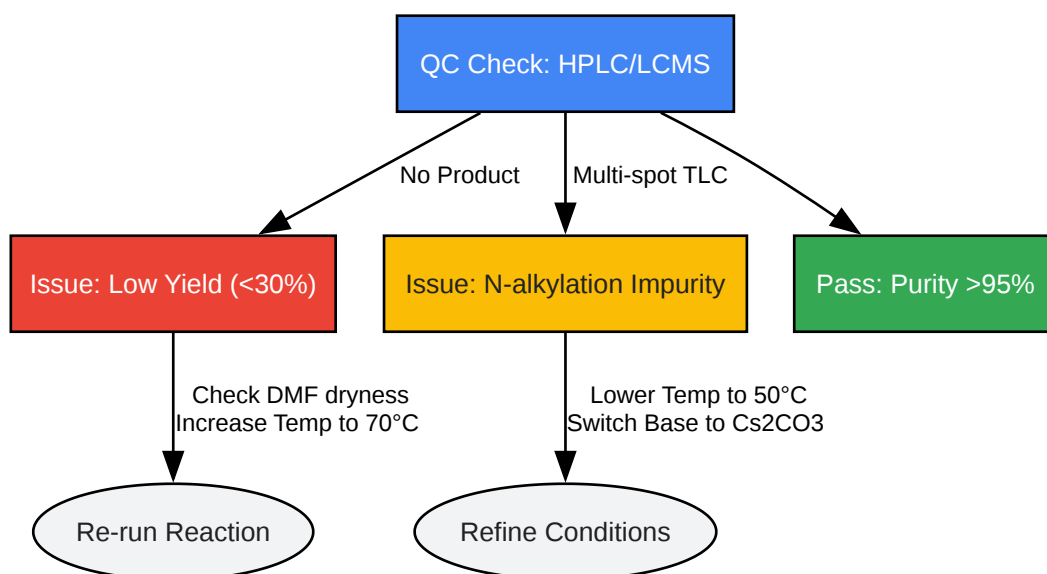 QC Check: HPLC/LCMS
No Product
Multi-spot TLC
Issue: Low Yield (<30%)
Issue: N-alkylation Impurity
Pass: Purity >95%
Check DMF dryness
Increase Temp to 70°C
Lower Temp to 50°C
Switch Base to Cs2CO3
Re-run Reaction
Refine Conditions